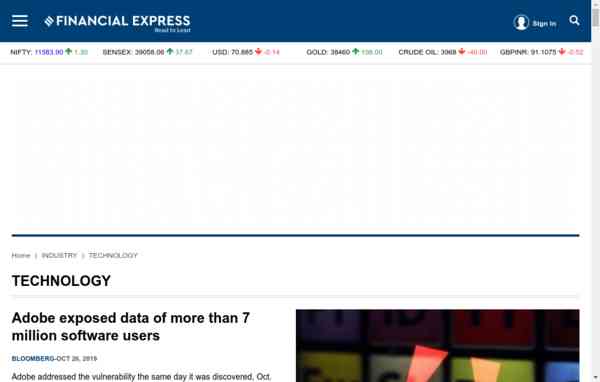 FINANCIAL EXPRESS
Read to Lead
Sign In
NIFTY: 11583.90 1.30 SENSEX: 39058.06 37.67 USD: 70.885 -0.14 GOLD: 38460 198.00 CRUDE OIL: 3968 -40.00 GBPINR: 91.1075 -0.52
Home | INDUSTRY | TECHNOLOGY
TECHNOLOGY
Adobe exposed data of more than 7
million software users
BLOOMBERG-OCT 26, 2019
Adobe addressed the vulnerability the same day it was discovered, Oct.